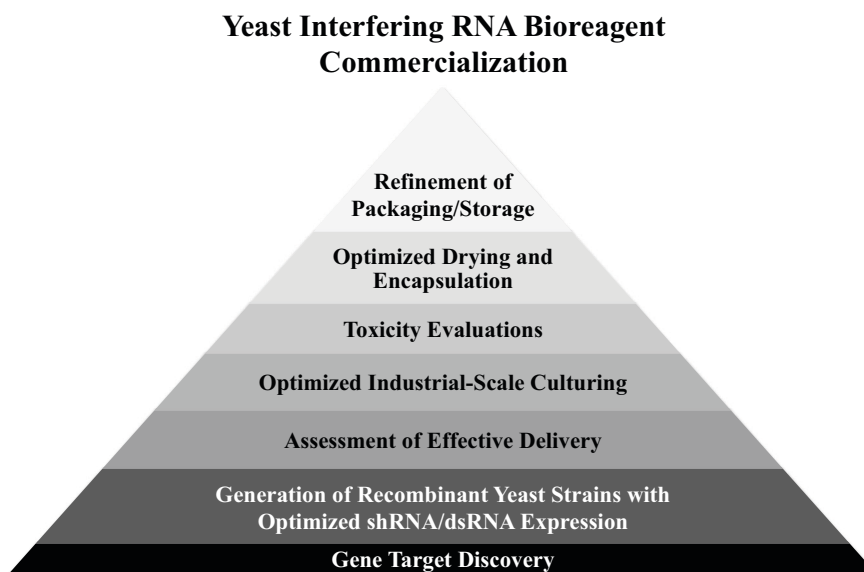 Yeast Interfering RNA Bioreagent
Commercialization
Refinement of
Packaging/Storage
Optimized Drying and
Encapsulation
Toxicity Evaluations
Optimized Industrial-Scale Culturing
Assessment of Effective Delivery
Generation of Recombinant Yeast Strains with
Optimized shRNA/dsRNA Expression
Gene Target Discovery